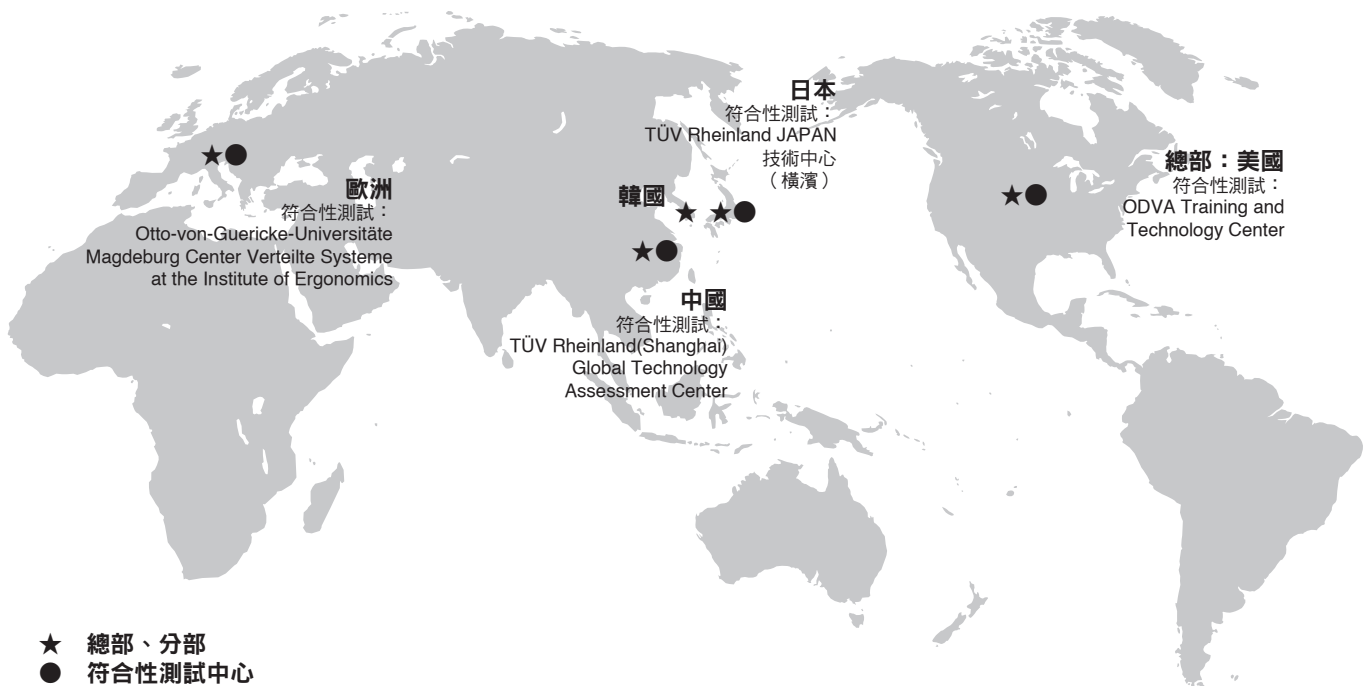 日本
符合性測試：
TÜV Rheinland JAPAN
技術中心
（橫濱）
總部：美國
符合性測試：
ODVA Training and
Technology Center
歐洲
符合性測試：
Otto-von-Guericke-Universitäte
Magdeburg Center Verteilte Systeme
at the Institute of Ergonomics
韓國
中國
符合性測試：
TÜV Rheinland(Shanghai)
Global Technology
Assessment Center
★ 總部、分部
● 符合性測試中心